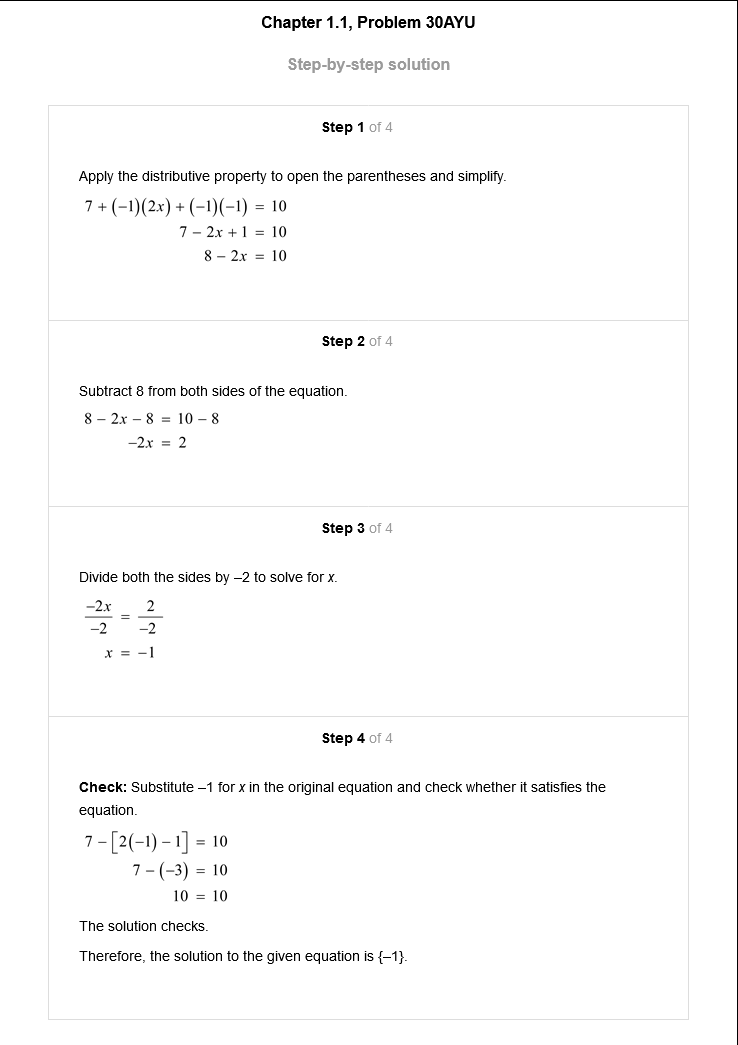 Chapter 1.1, Problem 30AYU
Step-by-step solution
Step 1 of 4
Apply the distributive property to open the parentheses and simplify.
7 + (−1)(2x) + (−1)(−1) = 10
7 − 2x + 1 = 10
8 − 2x = 10
Step 2 of 4
Subtract 8 from both sides of the equation.
8 − 2x − 8 = 10 − 8
−2x = 2
Step 3 of 4
Divide both the sides by –2 to solve for x.
−2x/−2 = 2/−2
x = −1
Step 4 of 4
Check: Substitute –1 for x in the original equation and check whether it satisfies the
equation.
7 − [2(−1) − 1] = 10
7 − (−3) = 10
10 = 10
The solution checks.
Therefore, the solution to the given equation is {–1}.